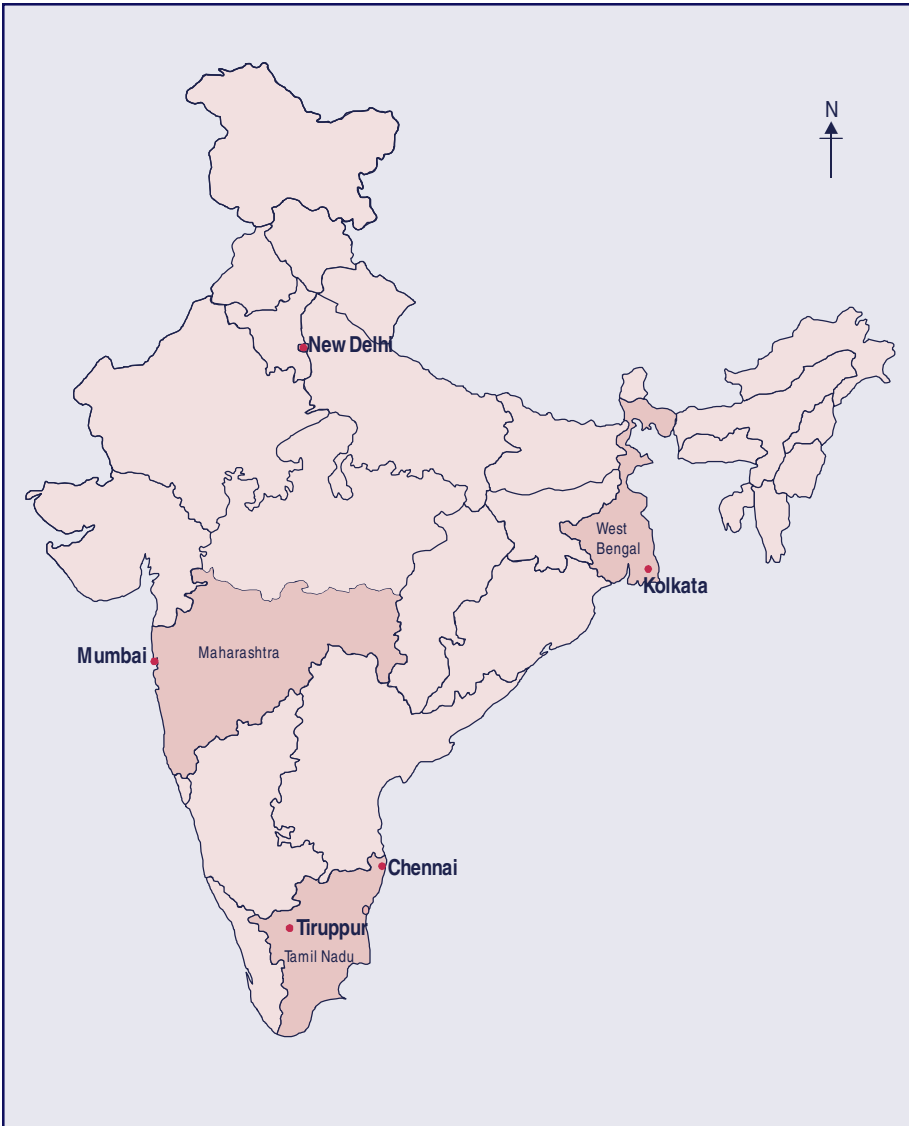 N
New Delhi
West
Bengal
Kolkata
Mumbai
Maharashtra
Chennai
Tiruppur
Tamil Nadu